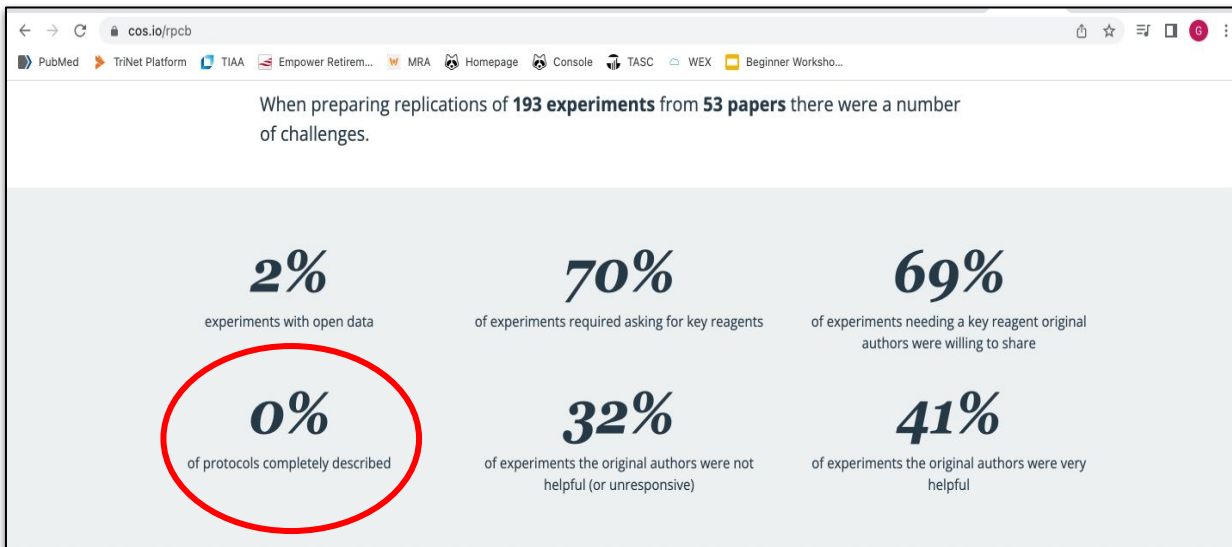 cos.io/rpcb
G
PubMed TriNet Platform TIAA Empower Retirem... W MRA Homepage Console TASC WEX Beginner Worksho...
When preparing replications of 193 experiments from 53 papers there were a number
of challenges.
2% 70% 69%
experiments with open data of experiments required asking for key reagents of experiments needing a key reagent original
authors were willing to share
0% 32% 41%
of protocols completely described of experiments the original authors were not of experiments the original authors were very
helpful (or unresponsive) helpful